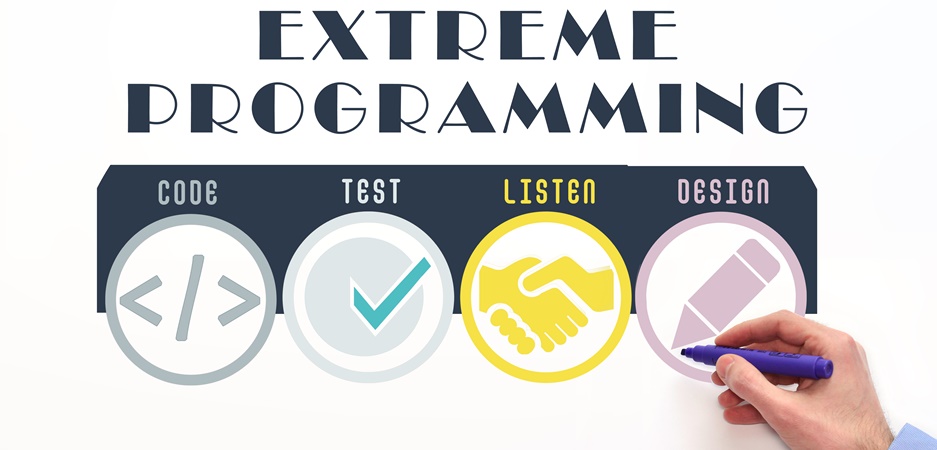 EXTREME
PROGRAMMING
CODE TEST LISTEN DESIGN
</>